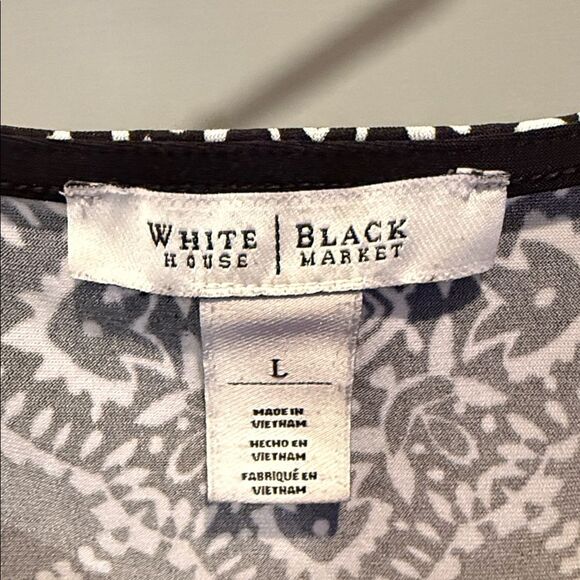 WHITE | BLACK
HOUSE | MARKET
L
MADE IN
VIETNAM
HECHO EN
VIETNAM
FABRIQUÉ EN
VIETNAM